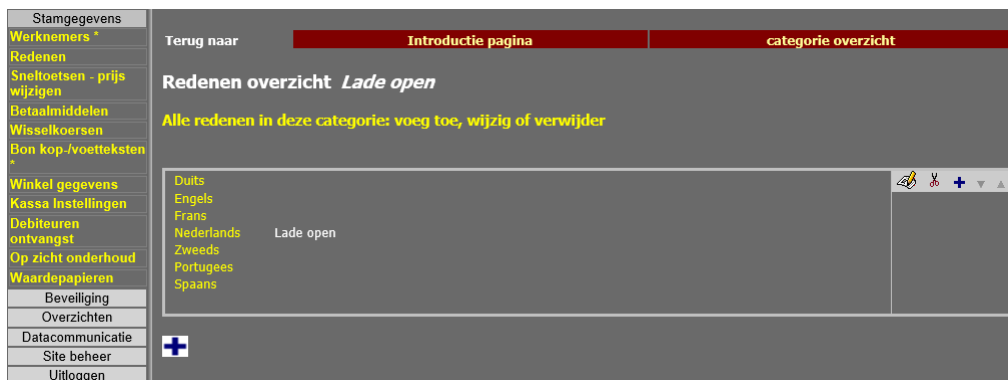 Stamgegevens
Werknemers *
Redenen
Sneltoetsen - prijs
wijzigen
Betaalmiddelen
Wisselkoersen
Bon kop-/voetteksten
*
Winkel gegevens
Kassa Instellingen
Debiteuren
ontvangst
Op zicht onderhoud
Waardepapieren
Beveiliging
Overzichten
Datacommunicatie
Site beheer
Uitloggen
Terug naar Introductie pagina categorie overzicht
Redenen overzicht Lade open
Alle redenen in deze categorie: voeg toe, wijzig of verwijder
Duits
Engels
Frans
Nederlands Lade open
Zweeds
Portugees
Spaans